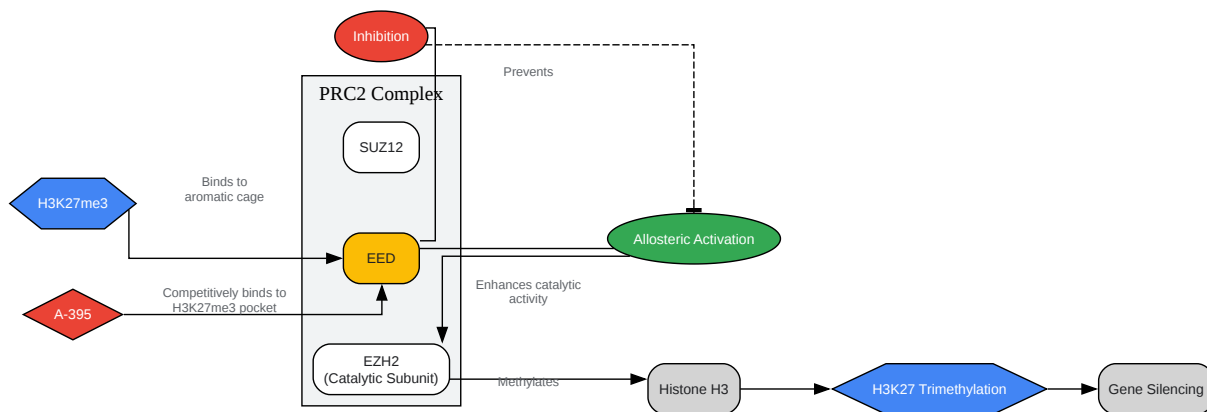 Inhibition
Prevents
PRC2 Complex
SUZ12
Binds to
aromatic cage
H3K27me3
Allosteric Activation
EED
Competitively binds to
H3K27me3 pocket
A-395
Enhances catalytic
activity
EZH2
(Catalytic Subunit)
Methylates
Histone H3
H3K27 Trimethylation
Gene Silencing